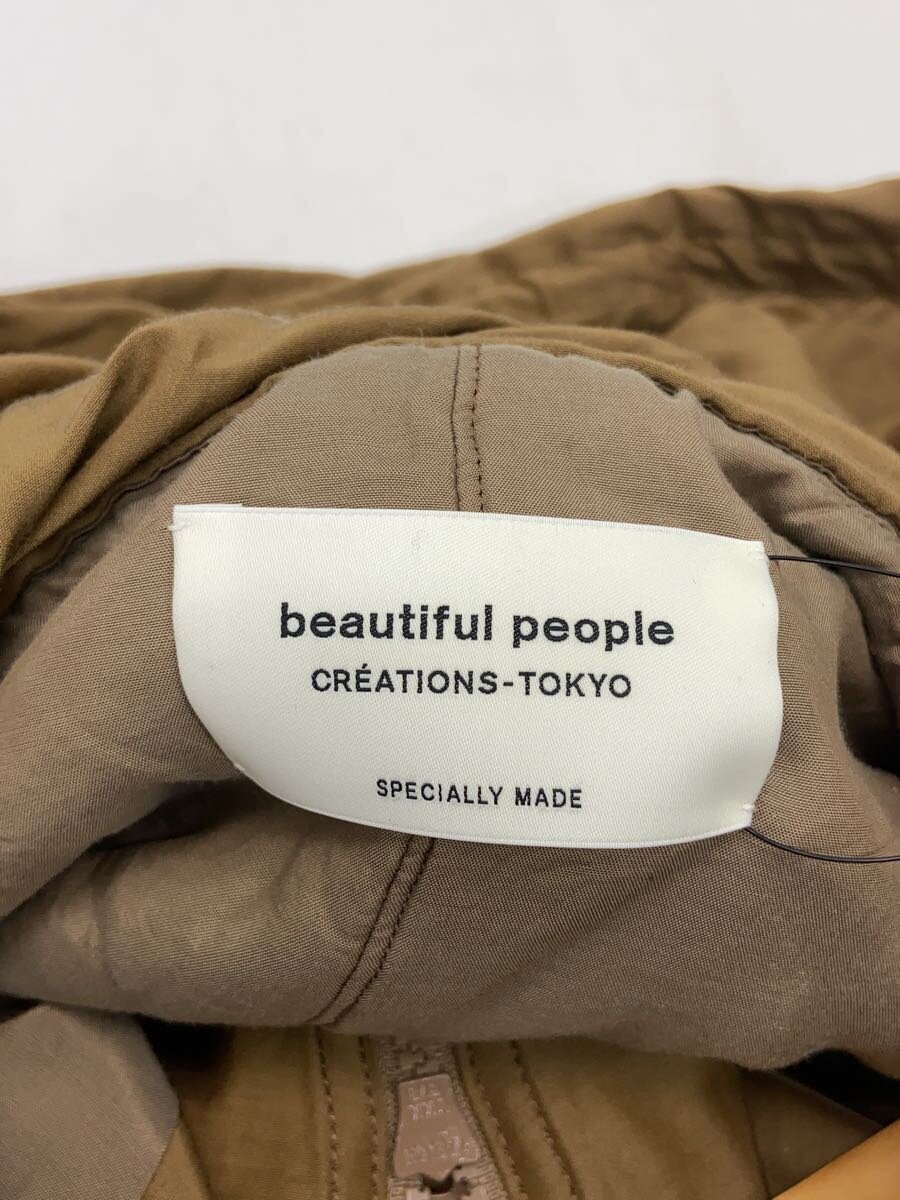 beautiful people
CRÉATIONS-TOKYO
SPECIALLY MADE